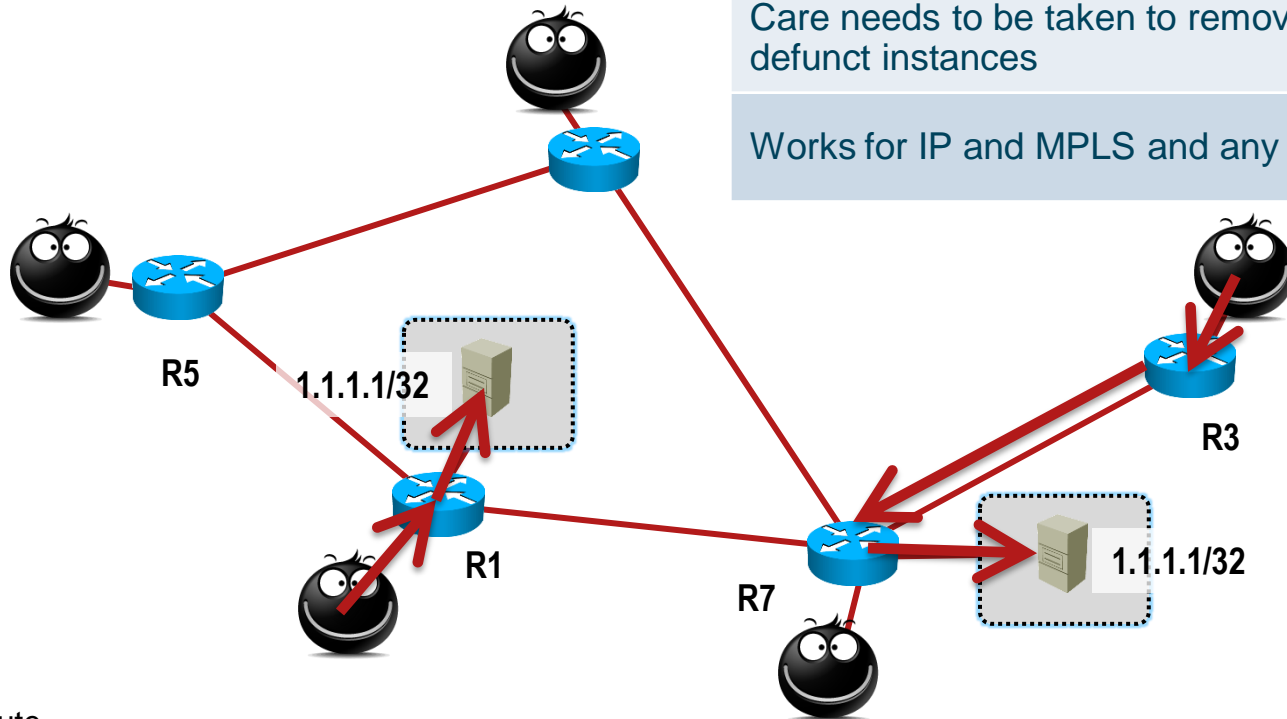 Care needs to be taken to remov
defunct instances
Works for IP and MPLS and any
R5
1.1.1.1/32
R3
R1
1.1.1.1/32
R7